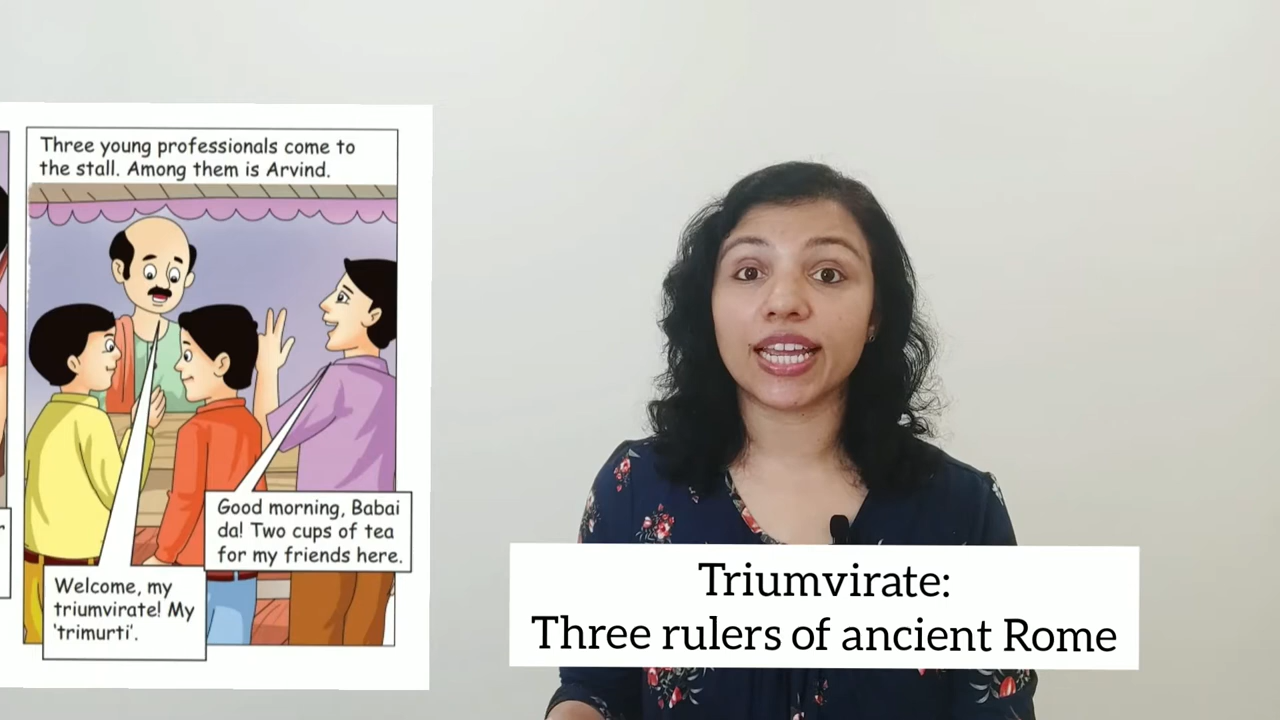 Three young professionals come to
the stall. Among them is Arvind.
Good morning, Babai
da! Two cups of tea
for my friends here.
Welcome, my
triumvirate! My
'trimurti'.
Triumvirate:
Three rulers of ancient Rome